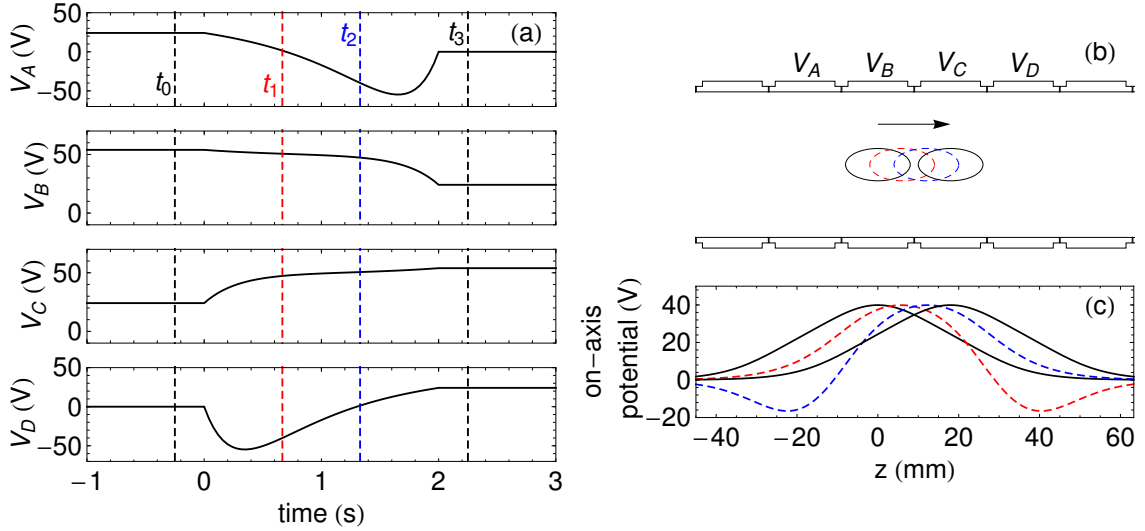 50
0
−50
V_A (V)
t_0
t_1
t_2
t_3
(a)
50
0
V_B (V)
50
0
V_C (V)
50
0
−50
V_D (V)
−1 0 1 2 3
time (s)
(b)
V_A V_B V_C V_D
(c)
40
20
0
−20
on−axis
potential (V)
−40 −20 0 20 40 60
z (mm)